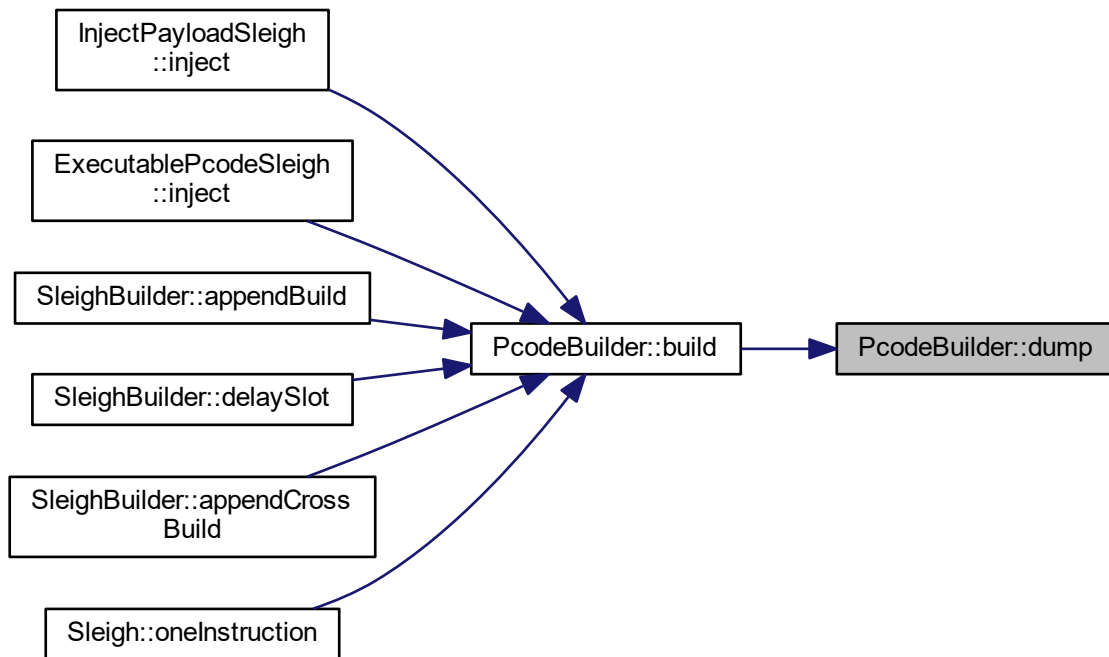 InjectPayloadSleigh
::inject
ExecutablePcodeSleigh
::inject
SleighBuilder::appendBuild
PcodeBuilder::build
PcodeBuilder::dump
SleighBuilder::delaySlot
SleighBuilder::appendCross
Build
Sleigh::oneInstruction